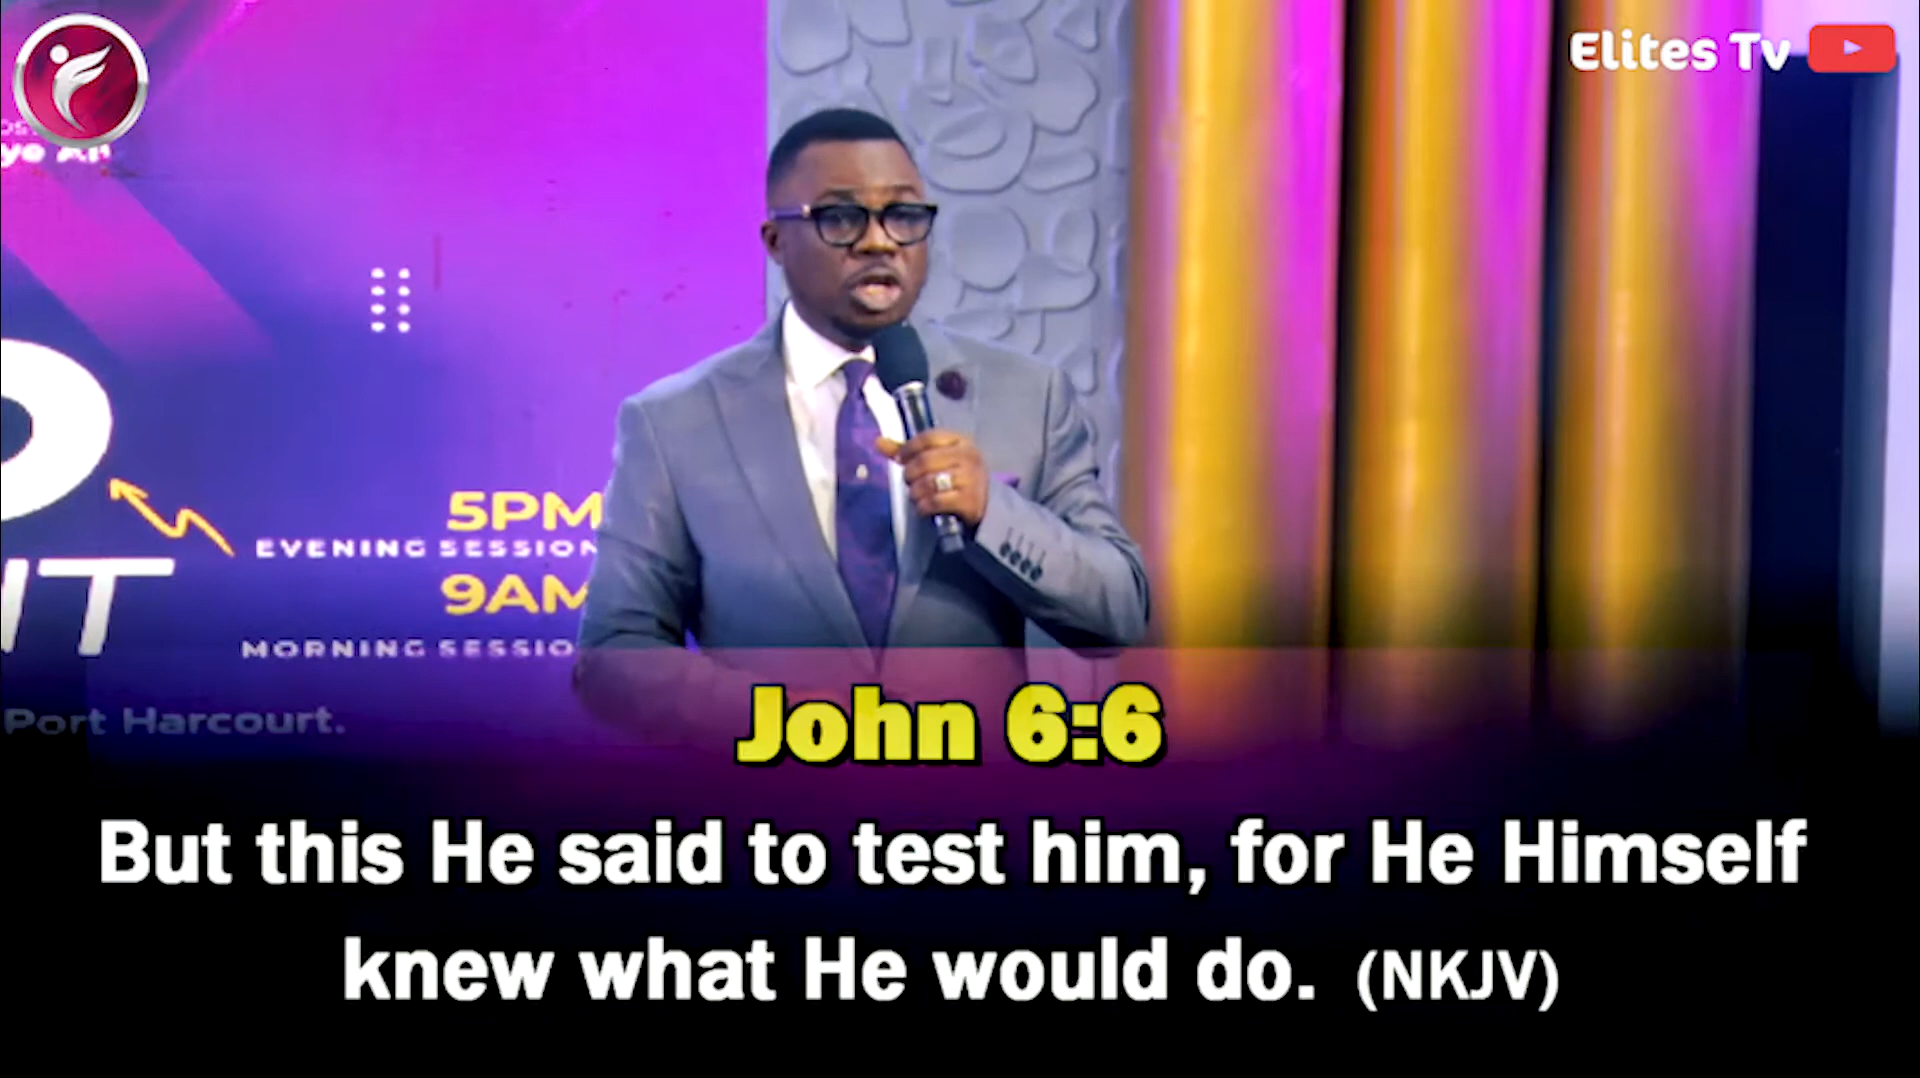 Elites Tv
5PM
EVENING SESSION
9AM
MORNING SESSIO
Port Harcourt.
John 6:6
But this He said to test him, for He Himself
knew what He would do. (NKJV)